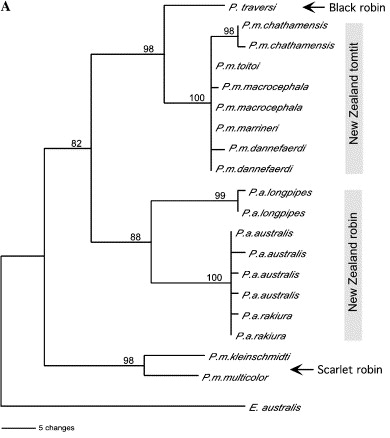 A
P. traversi
Black robin
98
98
P.m.chathamensis
P.m.chathamensis
P.m.toitoi
P.m.macrocephala
100
P.m.macrocephala
P.m.marrineri
P.m.dannefaerdi
P.m.dannefaerdi
New Zealand tomtit
82
99
P.a.longpipes
P.a.longpipes
88
P.a.australis
P.a.australis
100
P.a.australis
P.a.australis
P.a.rakiura
P.a.rakiura
New Zealand robin
98
P.m.kleinschmidti
P.m.multicolor
Scarlet robin
E. australis
5 changes